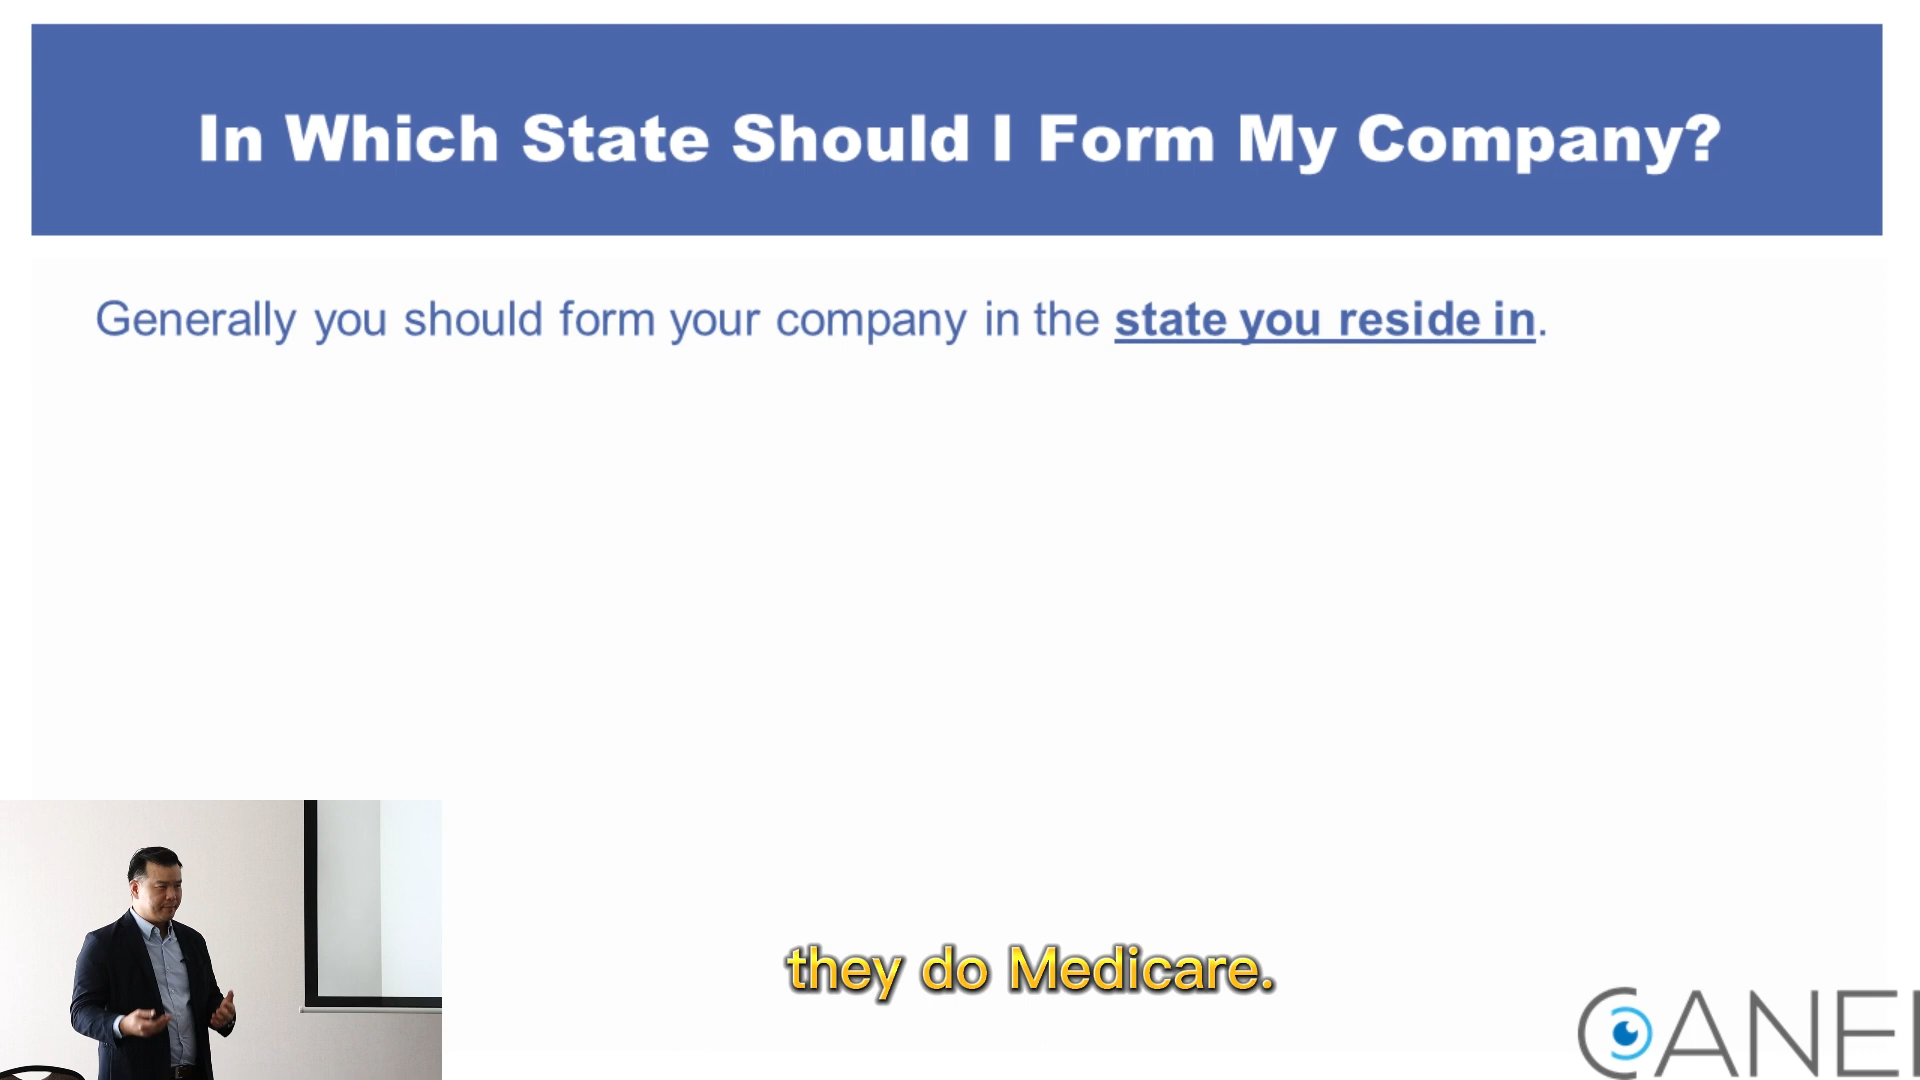 In Which State Should I Form My Company?
Generally you should form your company in the state you reside in.
they do Medicare.
CANEI